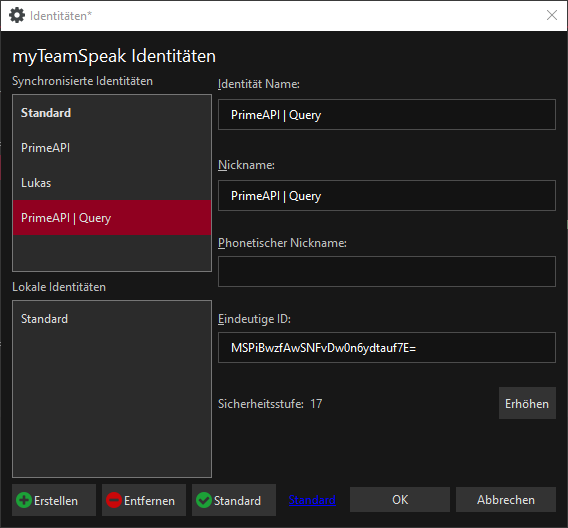 Identitäten*
myTeamSpeak Identitäten
Synchronisierte Identitäten
Standard
PrimeAPI
Lukas
PrimeAPI | Query
Lokale Identitäten
Standard
Identität Name:
PrimeAPI | Query
Nickname:
PrimeAPI | Query
Phonetischer Nickname:
Eindeutige ID:
MSPiBwzfAwSNFvDw0n6ydtauf7E=
Sicherheitsstufe: 17
Erhöhen
Erstellen
Entfernen
Standard
Standard
OK
Abbrechen